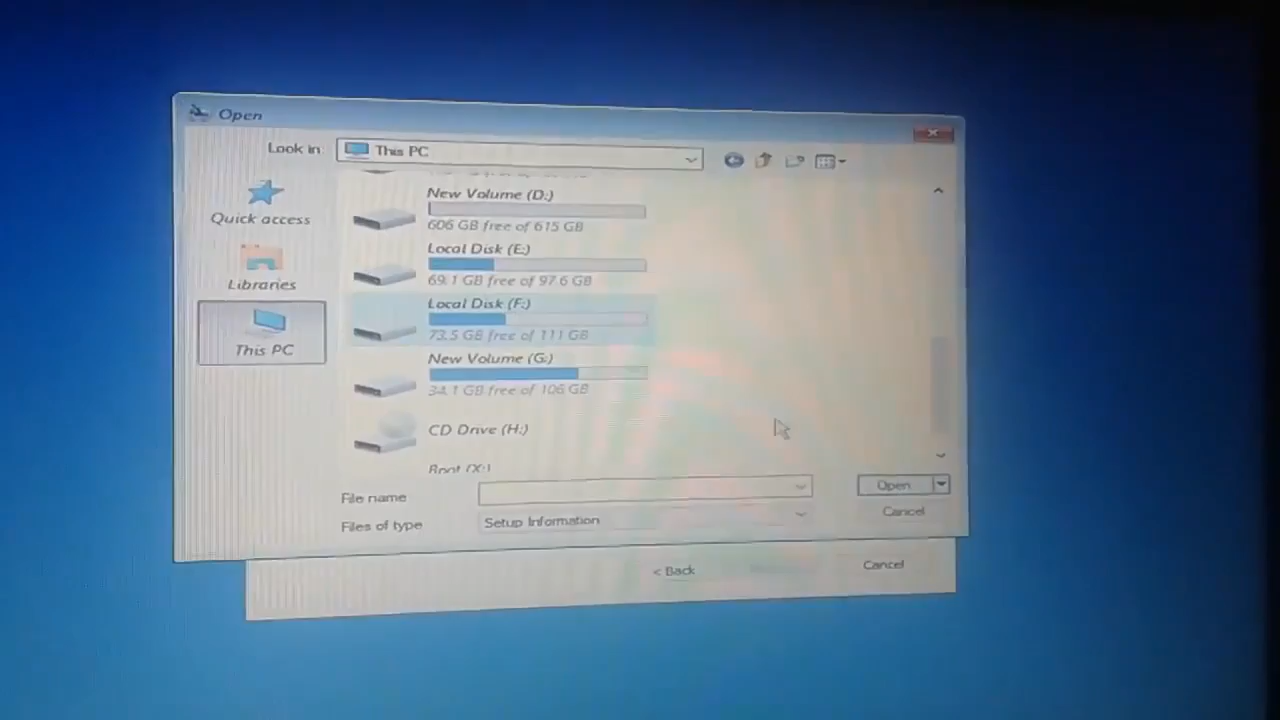 Open
Look in:
This PC
New Volume (D:)
606 GB free of 615 GB
Quick access
Local Disk (E:)
69.1 GB free of 97.6 GB
Libraries
Local Disk (F:)
73.5 GB free of 111 GB
This PC
New Volume (G:)
34.1 GB free of 106 GB
CD Drive (H:)
Boot (X:)
File name
Open
Files of type
Setup Information
Cancel
< Back
Cancel